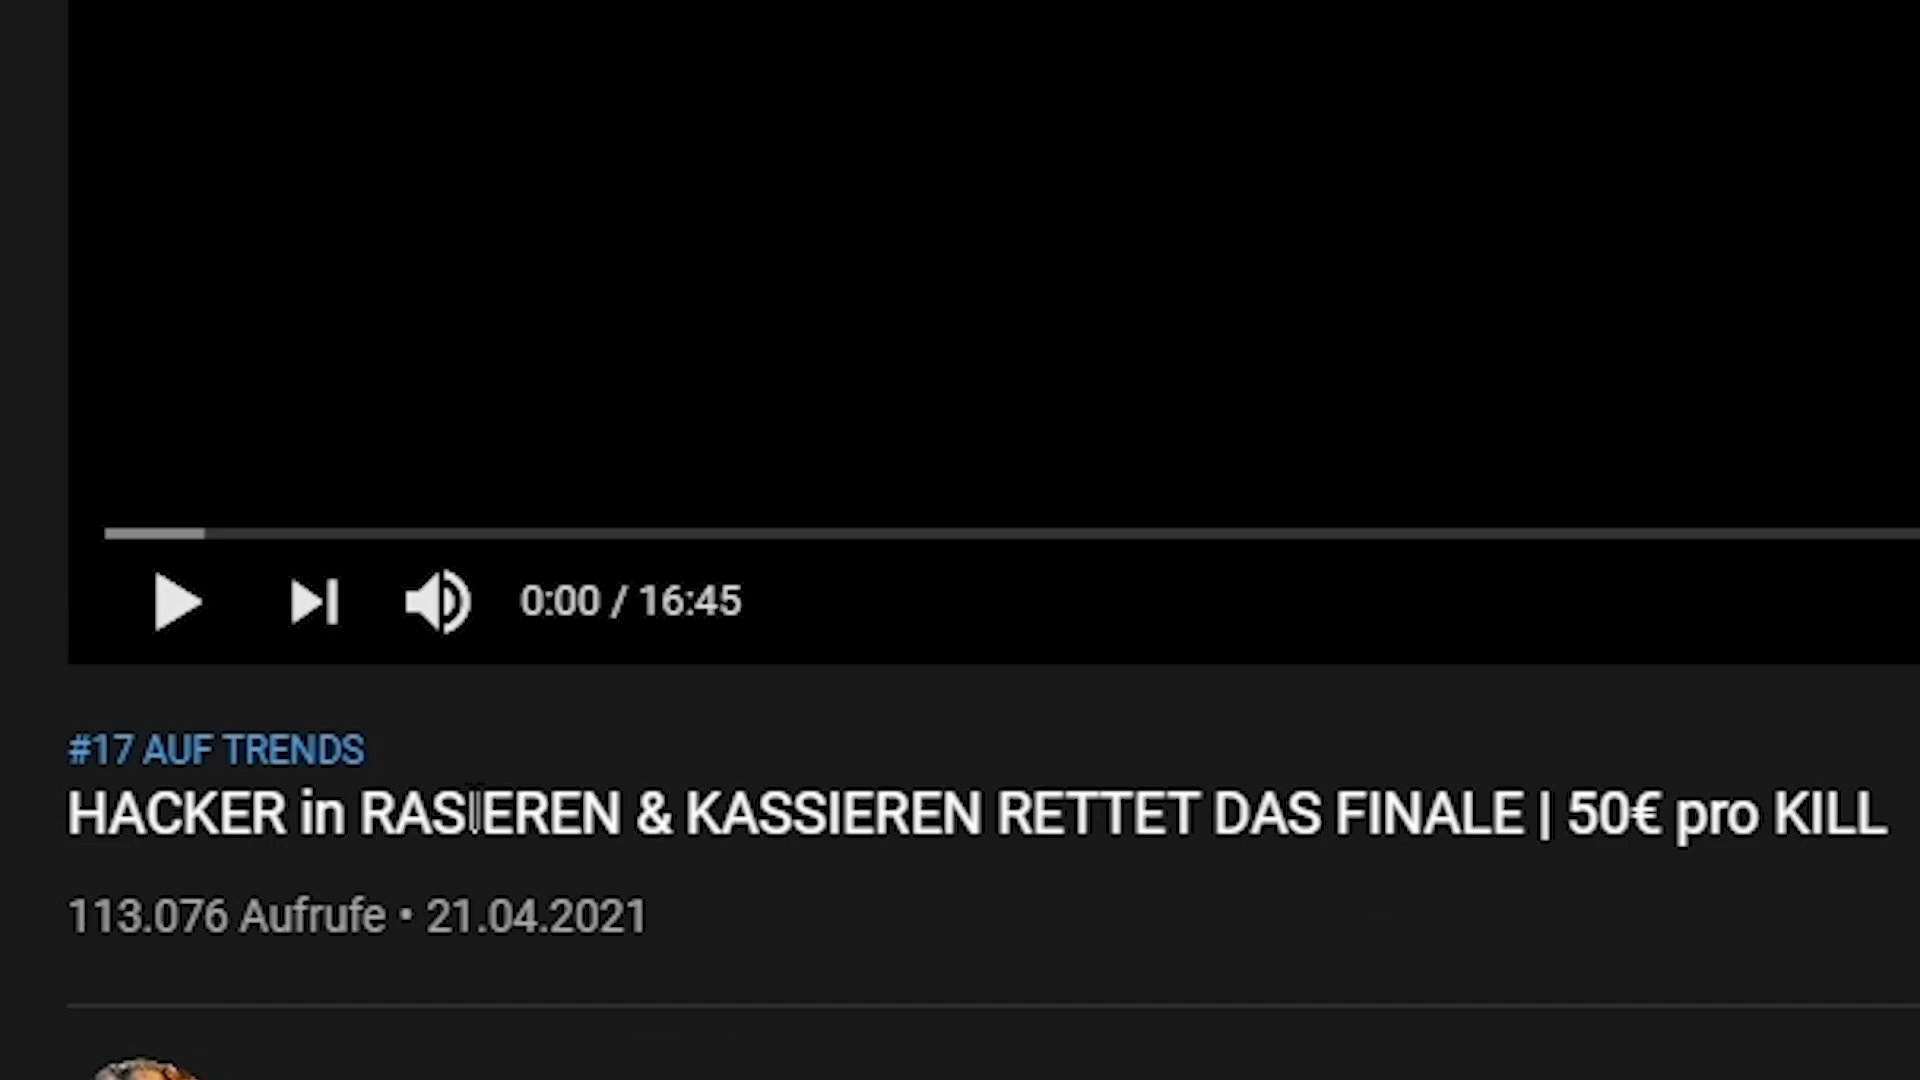 0:00 / 16:45
#17 AUF TRENDS
HACKER in RASIEREN & KASSIEREN RETTET DAS FINALE | 50€ pro KILL
113.076 Aufrufe • 21.04.2021